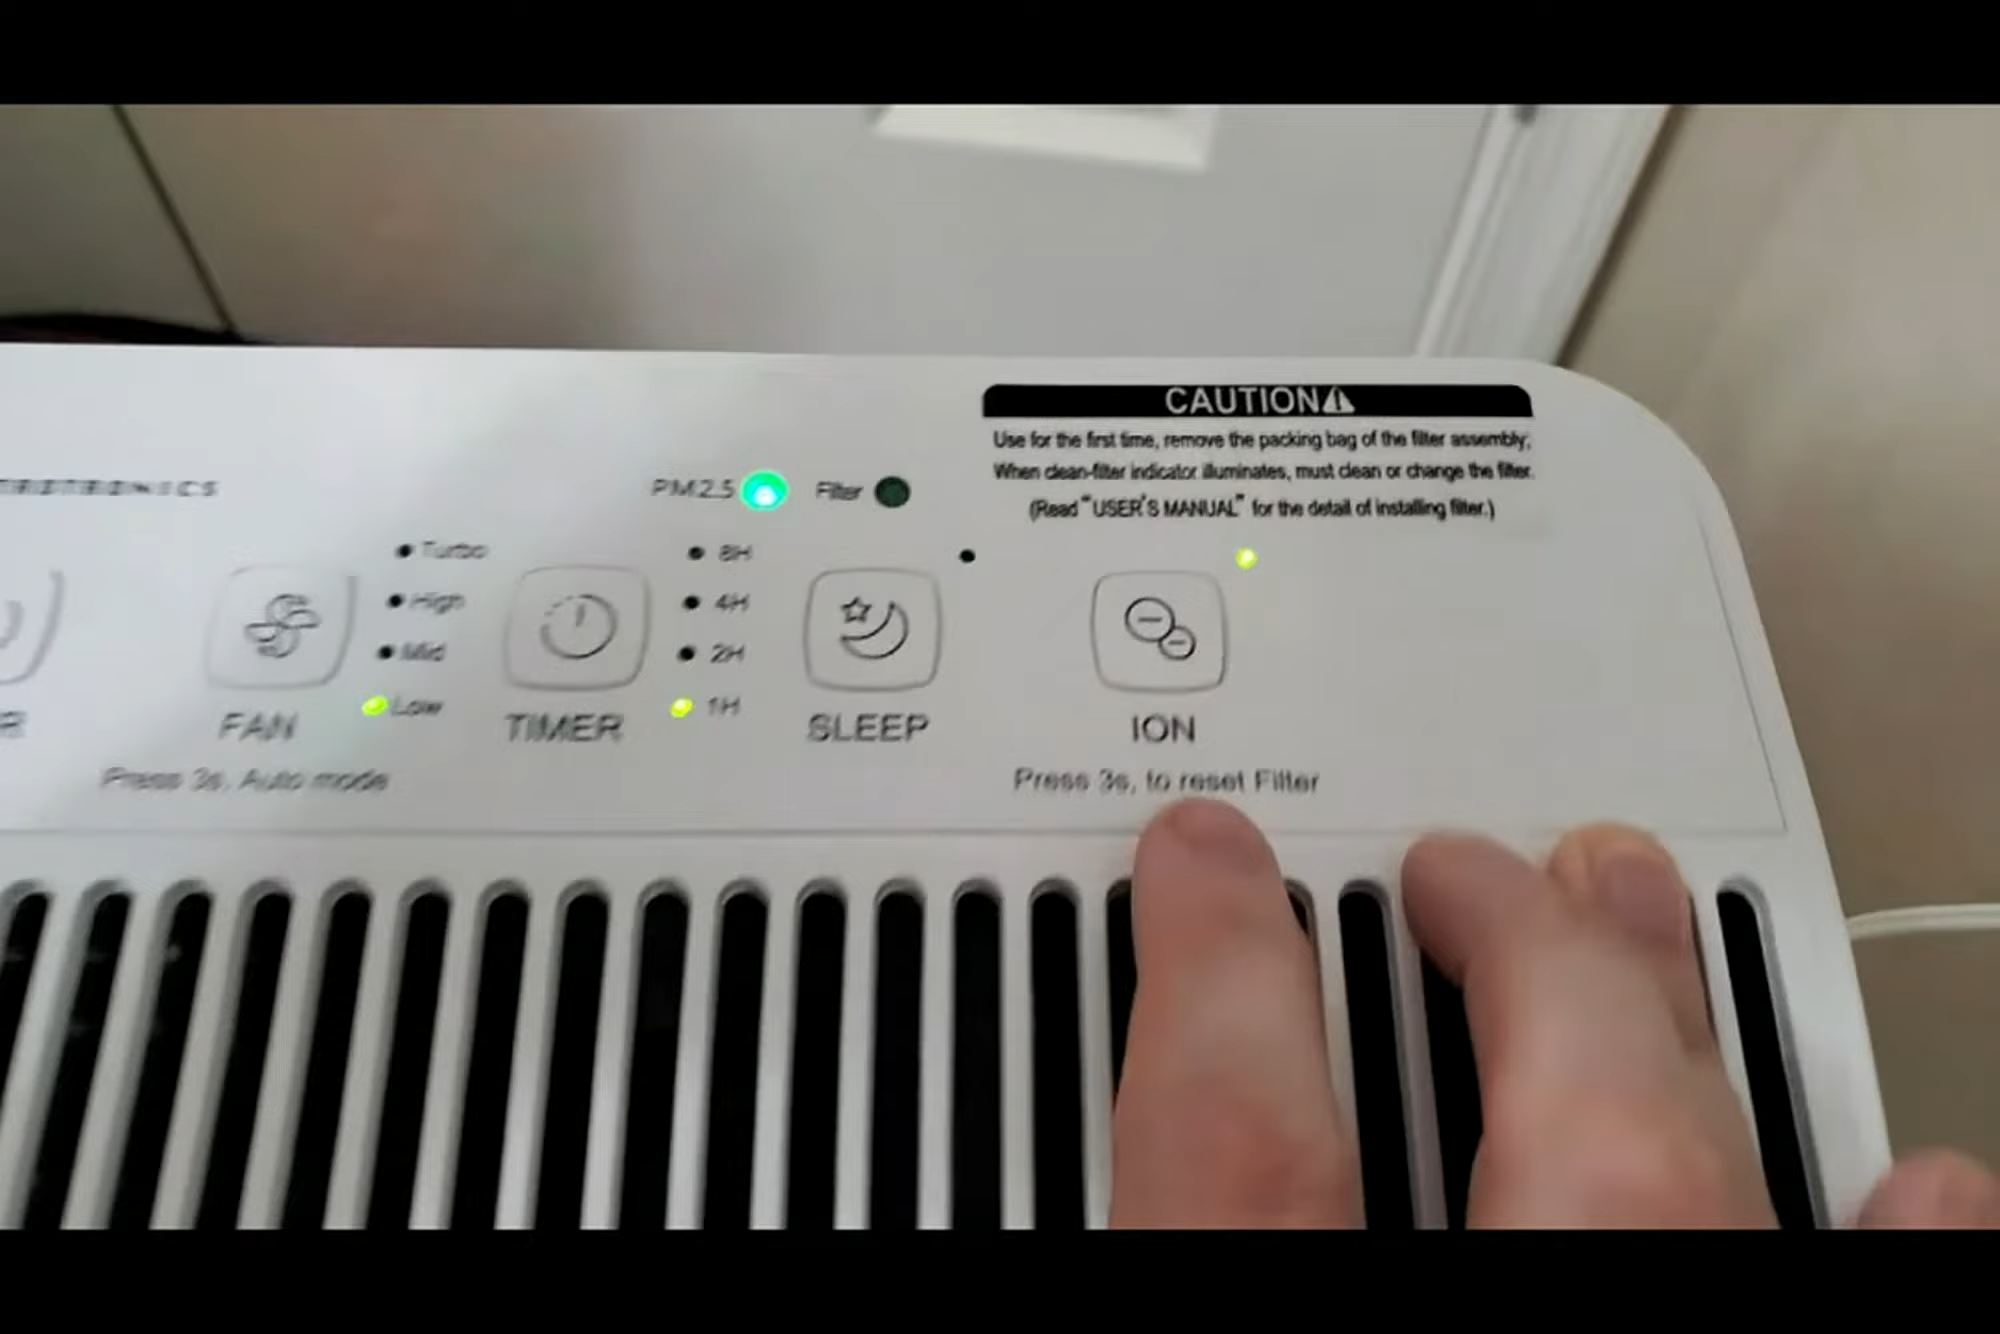 CAUTION
Use for the first time, remove the packing bag of the filter assembly;
When clean-filter indicator illuminates, must clean or change the filter.
(Read "USER'S MANUAL" for the detail of installing filter.)
PM2.5 Filter
Turbo
High
Mid
Low
8H
4H
2H
1H
FAN TIMER SLEEP ION
Press 3s, Auto mode
Press 3s, to reset Filter